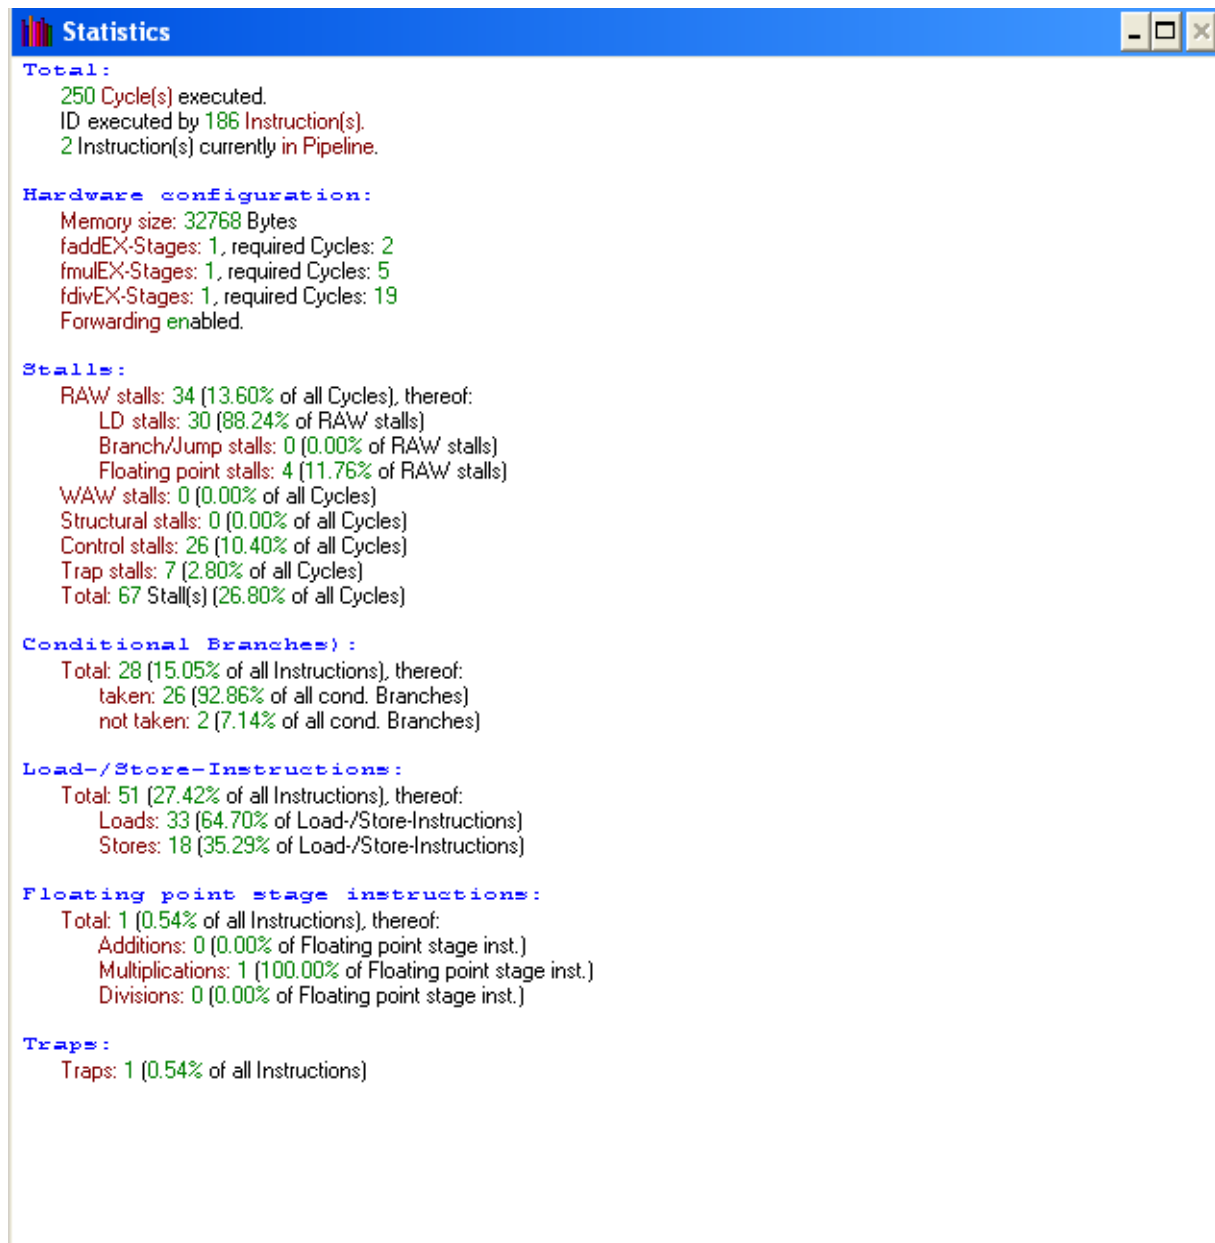 Statistics
Total:
250 Cycle(s) executed.
ID executed by 186 Instruction(s).
2 Instruction(s) currently in Pipeline.
Hardware configuration:
Memory size: 32768 Bytes
faddEX-Stages: 1, required Cycles: 2
fmulEX-Stages: 1, required Cycles: 5
fdivEX-Stages: 1, required Cycles: 19
Forwarding enabled.
Stalls:
RAW stalls: 34 (13.60% of all Cycles), thereof:
LD stalls: 30 (88.24% of RAW stalls)
Branch/Jump stalls: 0 (0.00% of RAW stalls)
Floating point stalls: 4 (11.76% of RAW stalls)
WAW stalls: 0 (0.00% of all Cycles)
Structural stalls: 0 (0.00% of all Cycles)
Control stalls: 26 (10.40% of all Cycles)
Trap stalls: 7 (2.80% of all Cycles)
Total: 67 Stall(s) (26.80% of all Cycles)
Conditional Branches):
Total: 28 (15.05% of all Instructions), thereof:
taken: 26 (92.86% of all cond. Branches)
not taken: 2 (7.14% of all cond. Branches)
Load-/Store-Instructions:
Total: 51 (27.42% of all Instructions), thereof:
Loads: 33 (64.70% of Load-/Store-Instructions)
Stores: 18 (35.29% of Load-/Store-Instructions)
Floating point stage instructions:
Total: 1 (0.54% of all Instructions), thereof:
Additions: 0 (0.00% of Floating point stage inst.)
Multiplications: 1 (100.00% of Floating point stage inst.)
Divisions: 0 (0.00% of Floating point stage inst.)
Traps:
Traps: 1 (0.54% of all Instructions)